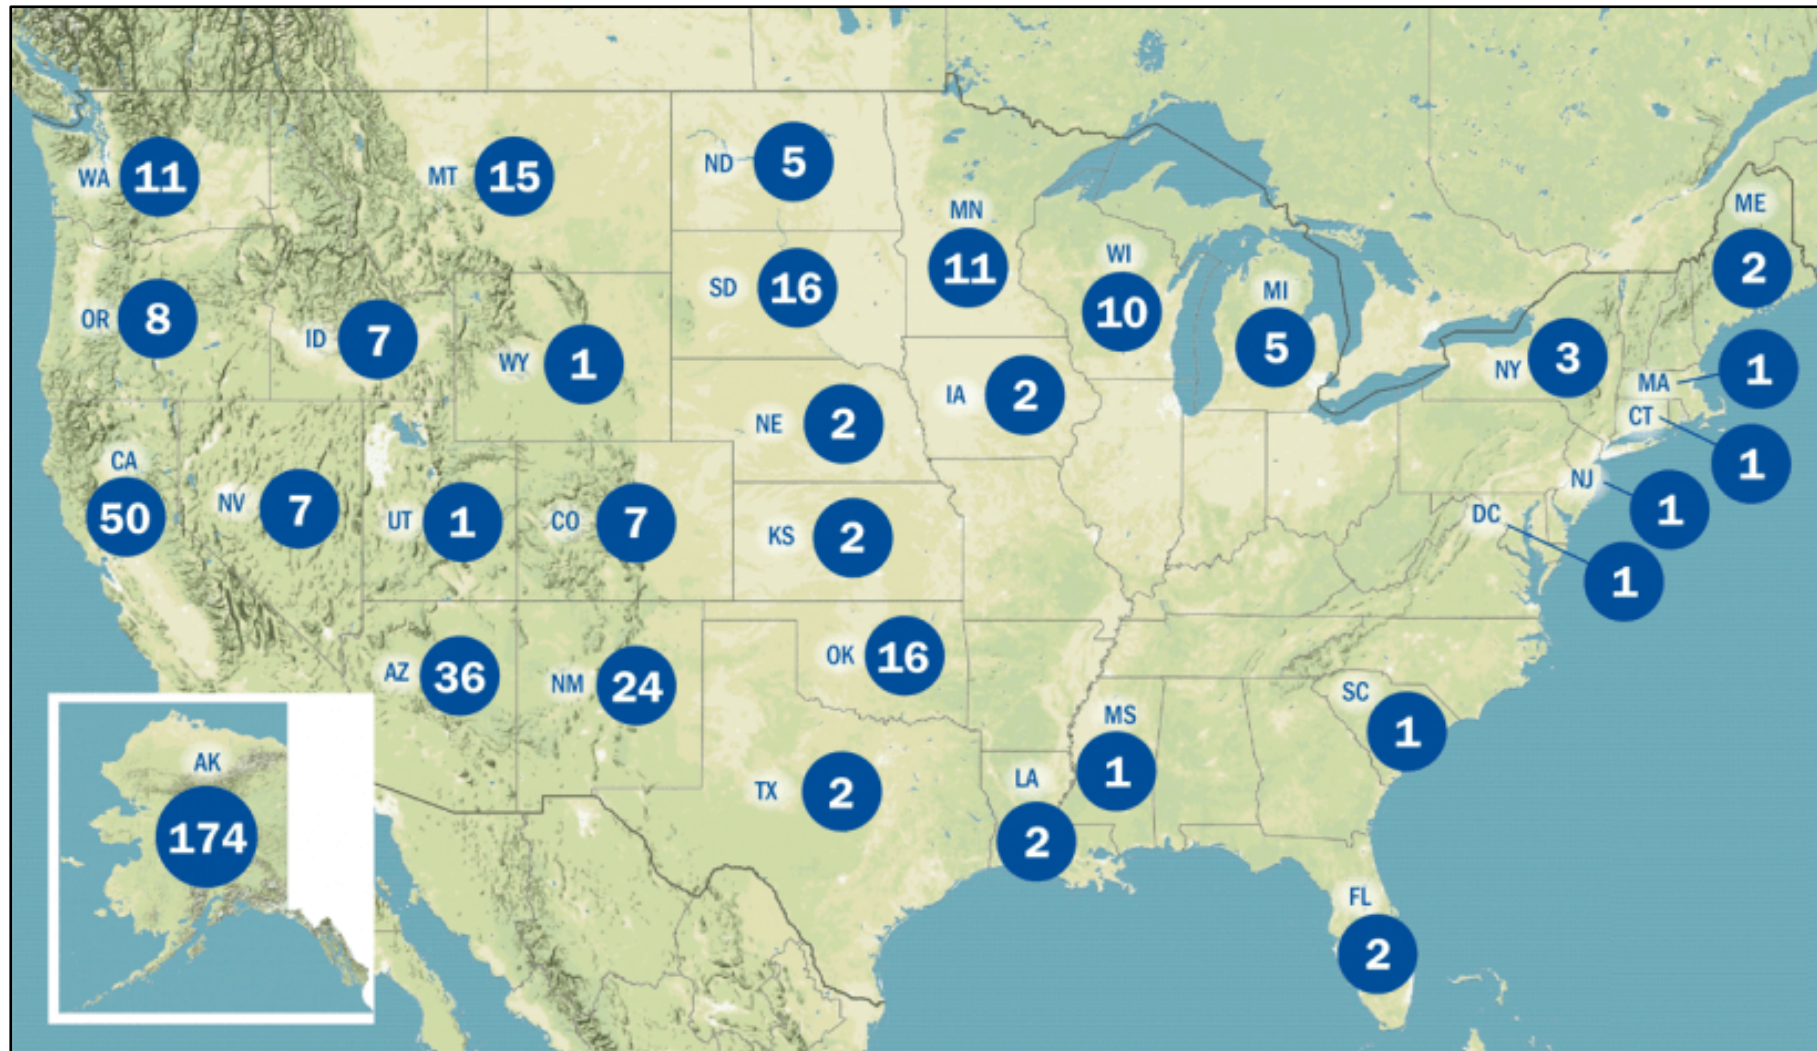 WA 11
MT 15
ND 5
MN
11
ME
2
OR 8
ID 7
WY 1
SD 16
WI
10
MI
5
NY 3
MA 1
CT
1
NE 2
IA 2
CA
50
NV 7
UT 1
CO 7
KS 2
NJ
1
DC
1
AZ 36
NM 24
OK 16
TX 2
LA
2
MS
1
SC
1
FL
2
AK
174